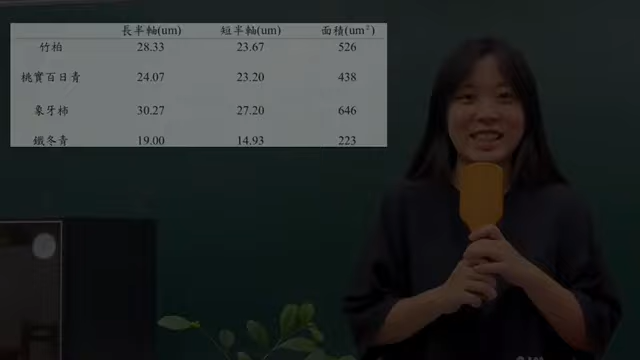 長半軸(um) 短半軸(um) 面積(um²)
竹柏 28.33 23.67 526
桃實百日青 24.07 23.20 438
象牙柿 30.27 27.20 646
鐵冬青 19.00 14.93 223